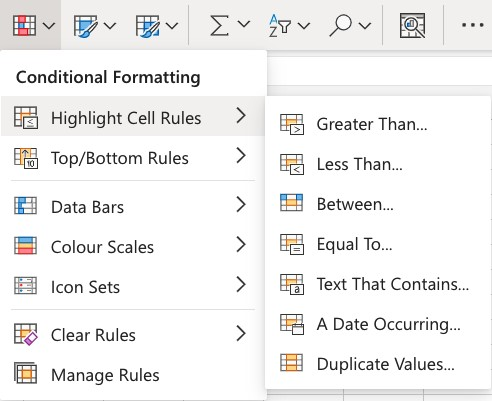 Conditional Formatting
Highlight Cell Rules
Top/Bottom Rules
Data Bars
Colour Scales
Icon Sets
Clear Rules
Manage Rules
Greater Than...
Less Than...
Between...
Equal To...
Text That Contains...
A Date Occurring...
Duplicate Values...